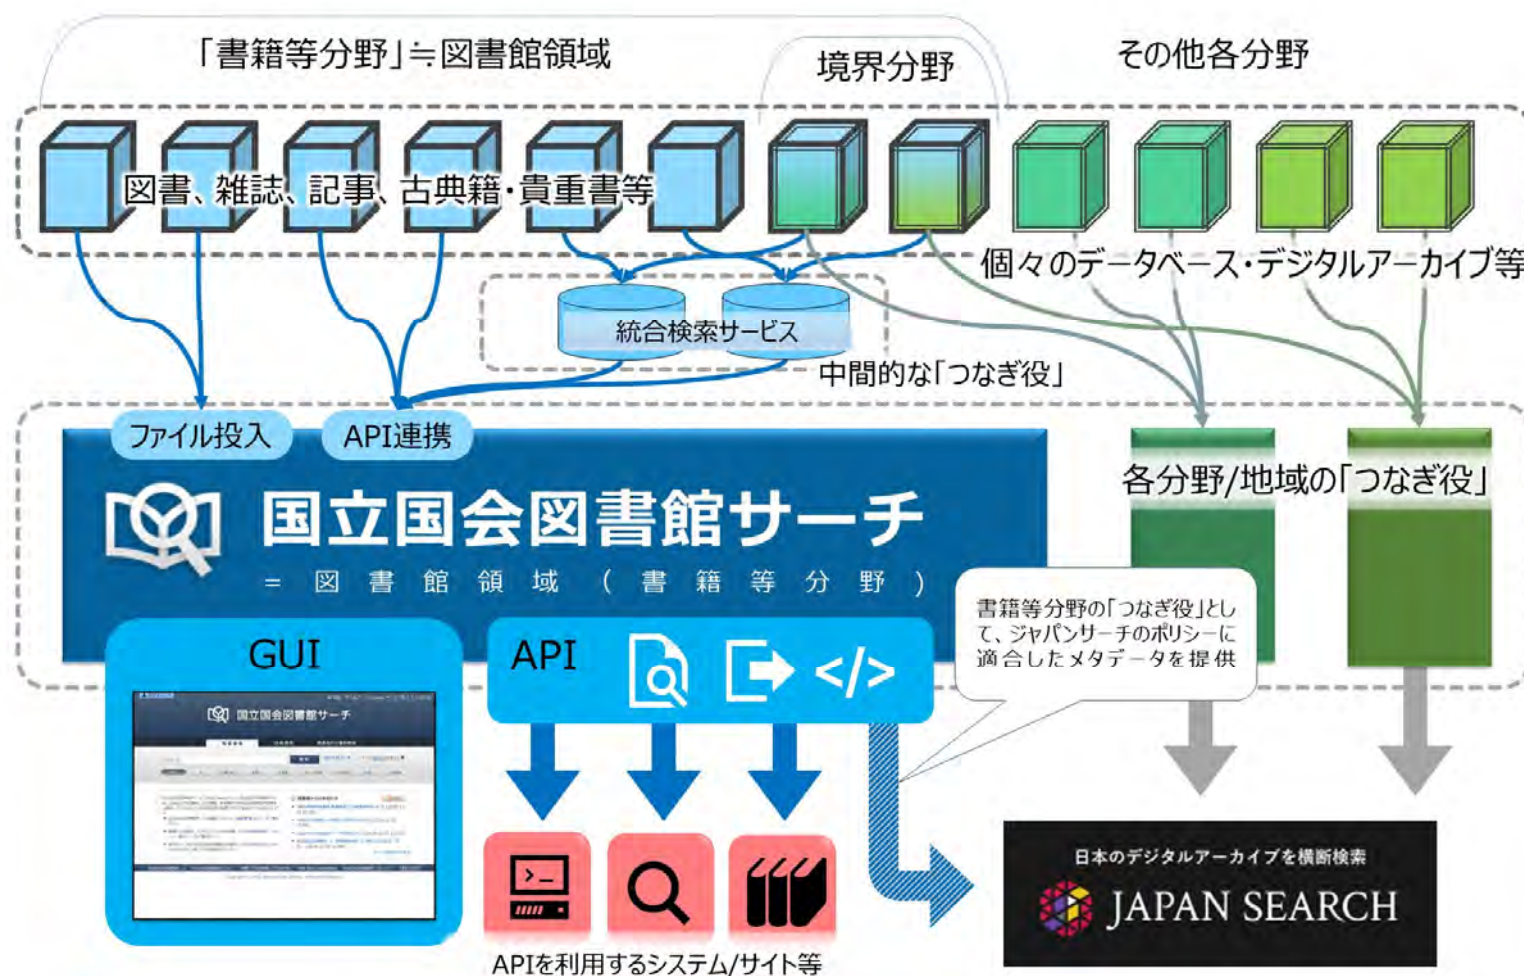 「書籍等分野」≒図書館領域
境界分野
その他各分野
図書、雑誌、記事、古典籍・貴重書等
個々のデータベース・デジタルアーカイブ等
統合検索サービス
中間的な「つなぎ役」
ファイル投入
API連携
国立国会図書館サーチ
=図書館領域(書籍等分野)
各分野/地域の「つなぎ役」
書籍等分野の「つなぎ役」とし
て、ジャパンサーチのポリシーに
適合したメタデータを提供
GUI
API
</>
国立国会図書館サーチ
>_
APIを利用するシステム/サイト等
日本のデジタルアーカイブを横断検索
JAPAN SEARCH